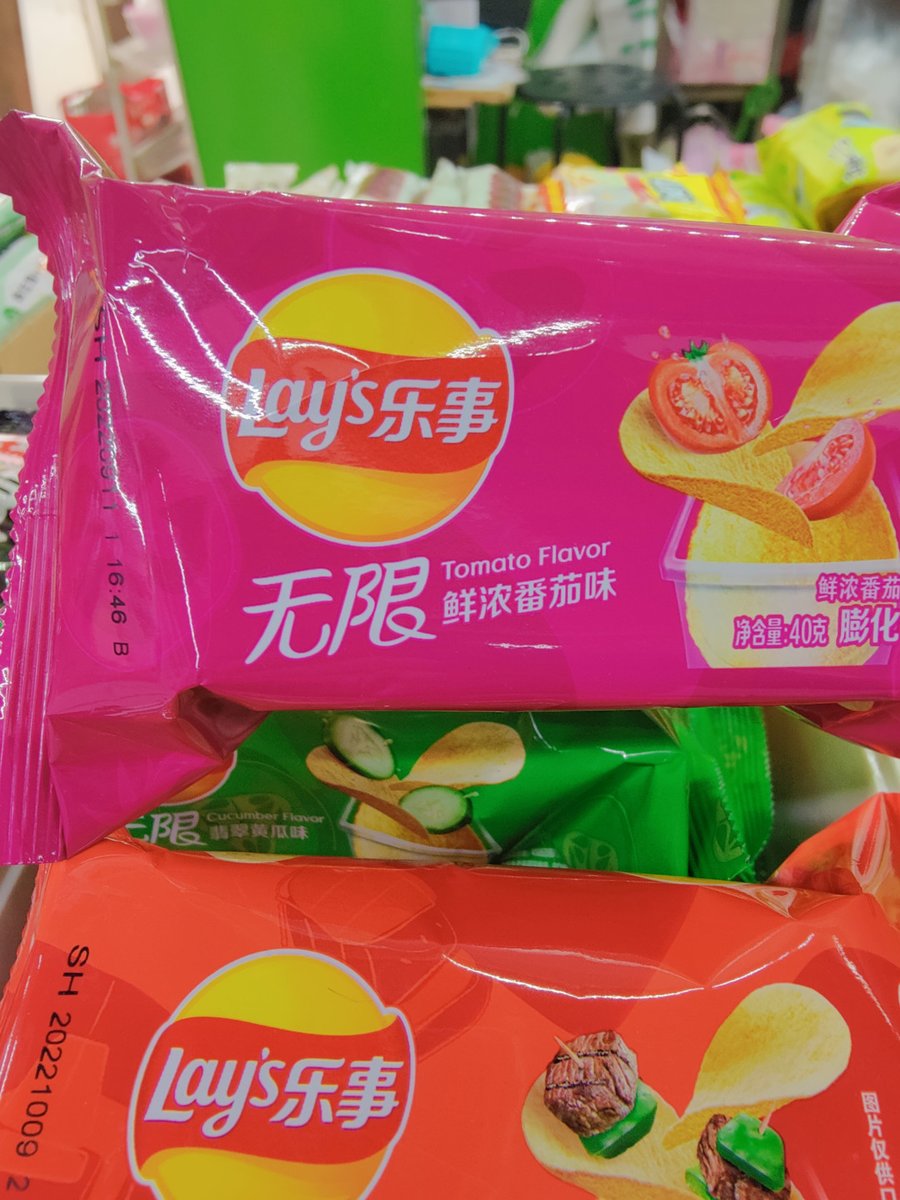 Lay's乐事
无限
Tomato Flavor
鲜浓番茄味
鲜浓番茄
净含量:40克 膨化
16:46 B
限
Cucumber Flavor
翡翠黄瓜味
SH 20221009 2
Lay's乐事
图片仅供